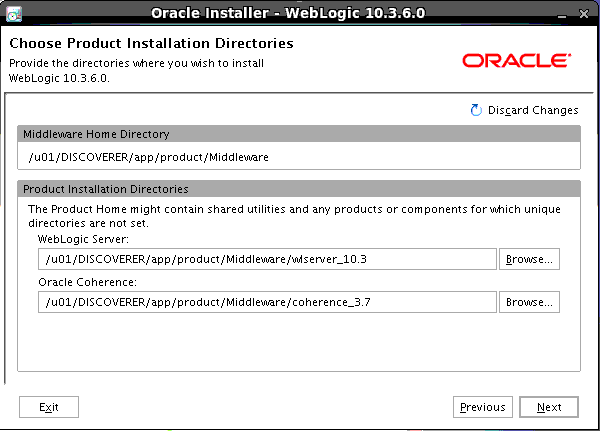 Oracle Installer - WebLogic 10.3.6.0
Choose Product Installation Directories
Provide the directories where you wish to install
WebLogic 10.3.6.0.
ORACLE®
Discard Changes
Middleware Home Directory
/u01/DISCOVERER/app/product/Middleware
Product Installation Directories
The Product Home might contain shared utilities and any products or components for which unique
directories are not set.
WebLogic Server:
/u01/DISCOVERER/app/product/Middleware/wlserver_10.3
Browse...
Oracle Coherence:
/u01/DISCOVERER/app/product/Middleware/coherence_3.7
Browse...
Exit
Previous
Next